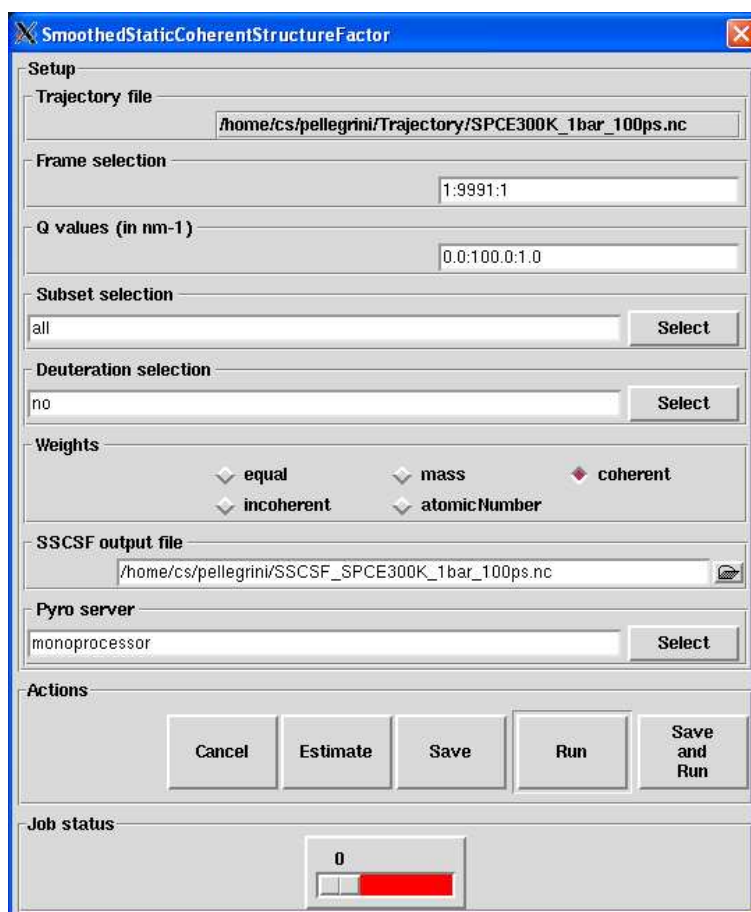 SmoothedStaticCoherentStructureFactor
Setup
Trajectory file
/home/cs/pellegrini/Trajectory/SPCE300K_1bar_100ps.nc
Frame selection
1:9991:1
Q values (in nm-1)
0.0:100.0:1.0
Subset selection
all Select
Deuteration selection
no Select
Weights
equal mass coherent
incoherent atomicNumber
SSCSF output file
/home/cs/pellegrini/SSCSF_SPCE300K_1bar_100ps.nc
Pyro server
monoprocessor Select
Actions
Cancel Estimate Save Run Save and Run
Job status
0